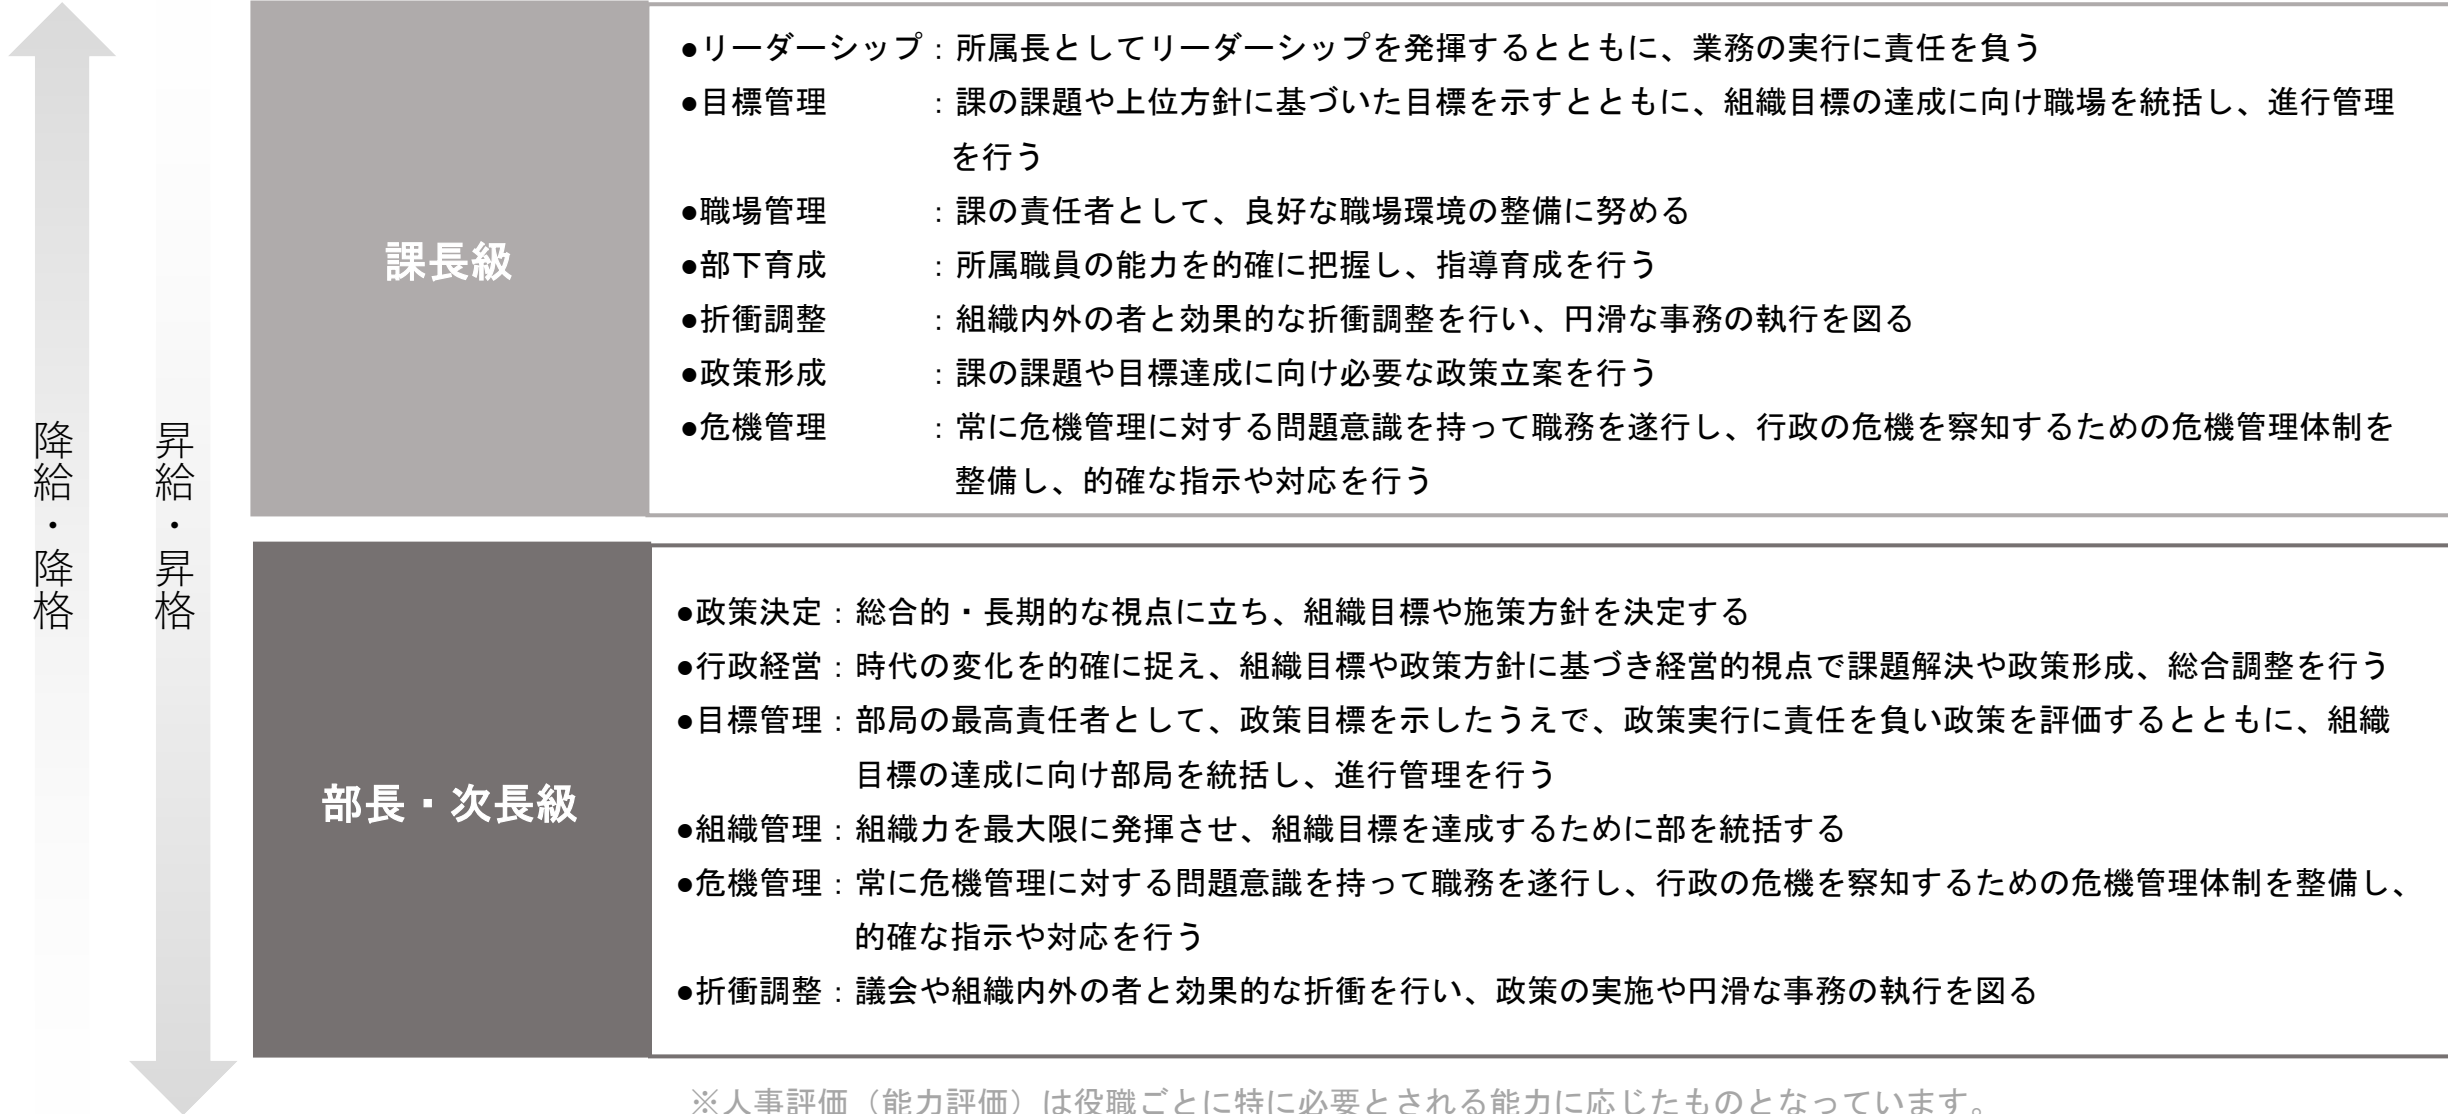 降給・降格
昇給・昇格
課長級
●リーダーシップ：所属長としてリーダーシップを発揮するとともに、業務の実行に責任を負う
●目標管理　　　：課の課題や上位方針に基づいた目標を示すとともに、組織目標の達成に向け職場を統括し、進行管理
を行う
●職場管理　　　：課の責任者として、良好な職場環境の整備に努める
●部下育成　　　：所属職員の能力を的確に把握し、指導育成を行う
●折衝調整　　　：組織内外の者と効果的な折衝調整を行い、円滑な事務の執行を図る
●政策形成　　　：課の課題や目標達成に向け必要な政策立案を行う
●危機管理　　　：常に危機管理に対する問題意識を持って職務を遂行し、行政の危機を察知するための危機管理体制を
整備し、的確な指示や対応を行う
部長・次長級
●政策決定：総合的・長期的な視点に立ち、組織目標や施策方針を決定する
●行政経営：時代の変化を的確に捉え、組織目標や政策方針に基づき経営的視点で課題解決や政策形成、総合調整を行う
●目標管理：部局の最高責任者として、政策目標を示したうえで、政策実行に責任を負い政策を評価するとともに、組織
目標の達成に向け部局を統括し、進行管理を行う
●組織管理：組織力を最大限に発揮させ、組織目標を達成するために部を統括する
●危機管理：常に危機管理に対する問題意識を持って職務を遂行し、行政の危機を察知するための危機管理体制を整備し、
的確な指示や対応を行う
●折衝調整：議会や組織内外の者と効果的な折衝を行い、政策の実施や円滑な事務の執行を図る
※人事評価（能力評価）は役職ごとに特に必要とされる能力に応じたものとなっています。